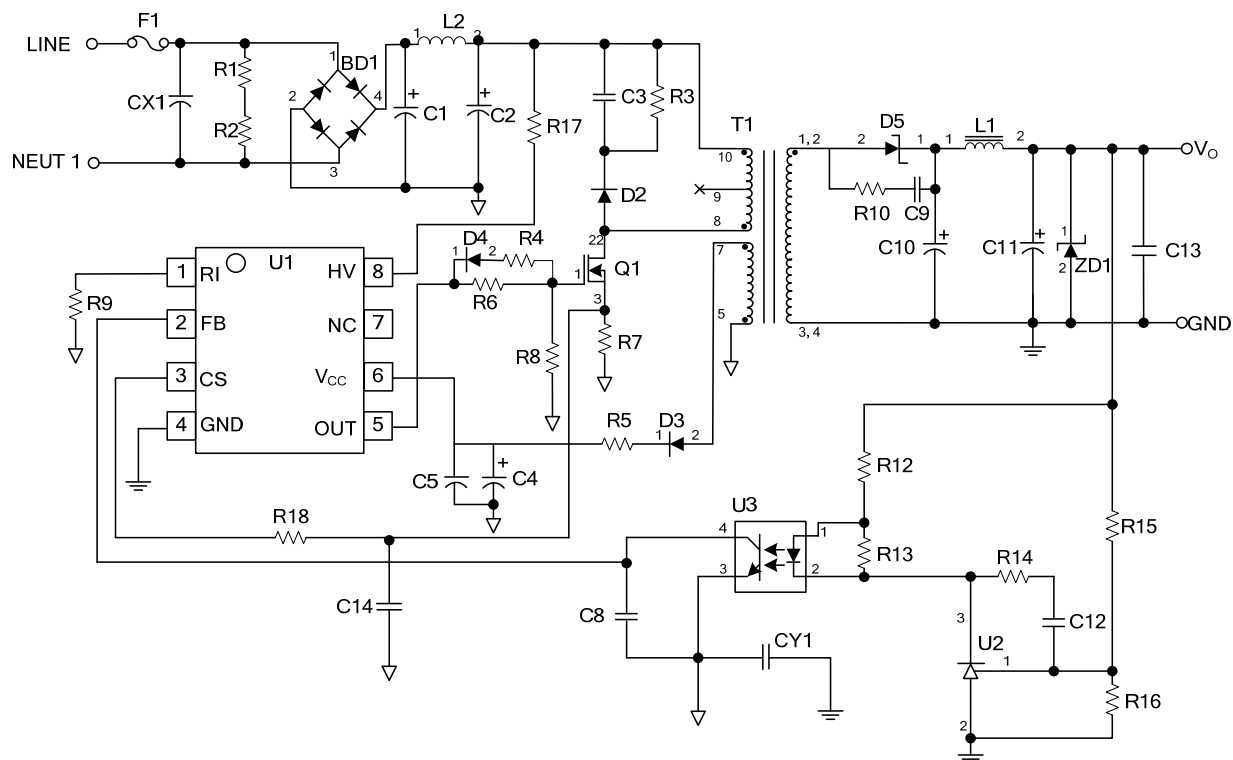 F1
L2
LINE
1
2
R1
1
BD1
CX1
2
4
C1
C2
C3
R3
R2
R17
T1
D5
L1
NEUT 1
3
10
1, 2
2
1
1
2
VO
D2
9
R10
C9
8
C10
C11
1
2
ZD1
C13
D4
R4
22
7
U1
1
2
Q1
1
RI
HV
8
1
R9
R6
3
2
FB
NC
7
5
3, 4
GND
R8
R7
3
CS
VCC
6
4
GND
OUT
5
R5
D3
1
2
R12
C5
C4
U3
R18
4
1
R15
R13
3
2
R14
C14
C8
3
C12
CY1
U2
1
R16
2